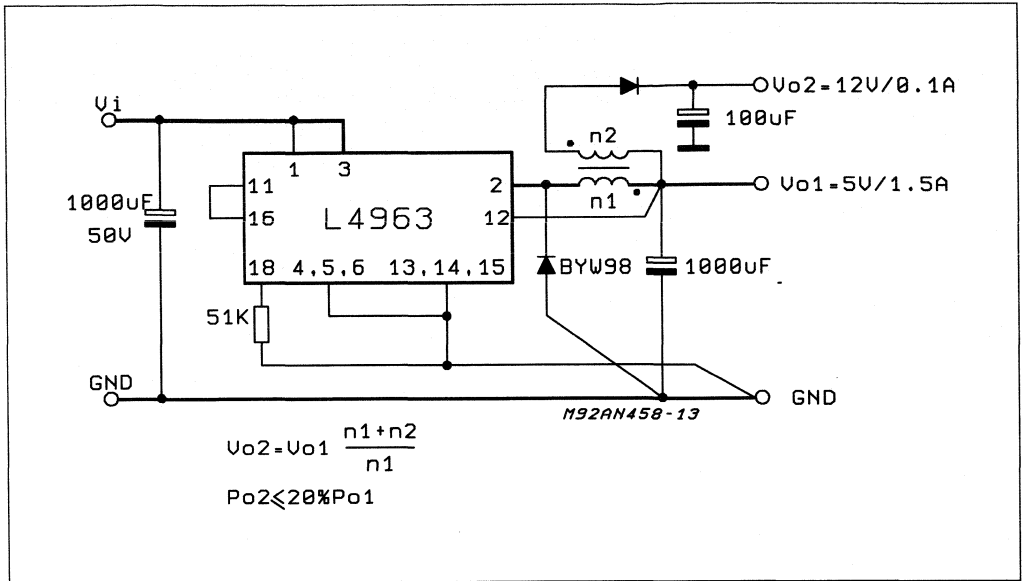 Vo2=12V/0.1A
Vi
100uF
n2
1 3
11 2 Vo1=5V/1.5A
1000uF n1
16 L4963 12
50V
18 4,5,6 13,14,15 BYW98 1000uF
51K
GND
GND
M92AN458-13
Vo2=Vo1 n1+n2
n1
Po2≤20%Po1